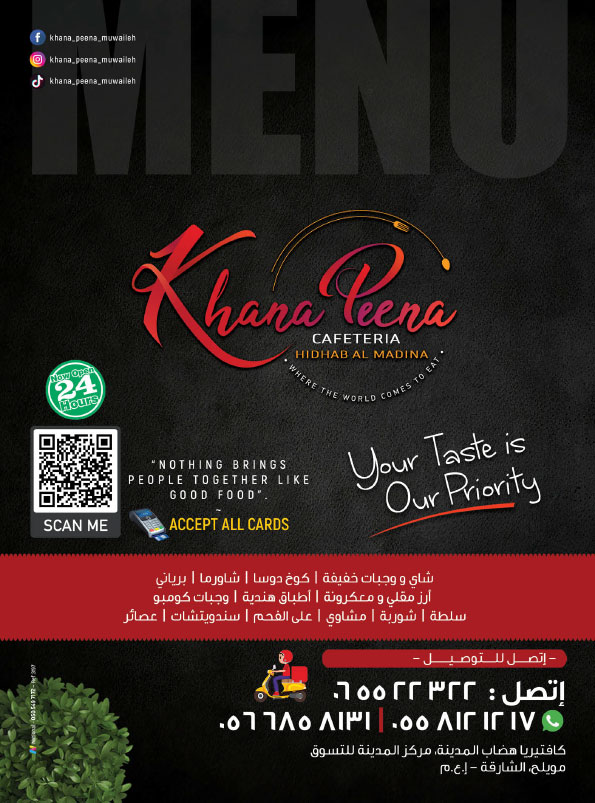 MENU
khana_peena_muwaileh
khana_peena_muwaileh
khana_peena_muwaileh
Khana Peena
CAFETERIA
HIDHAB AL MADINA
• WHERE THE WORLD COMES TO EAT •
Now Open
24
Hours
SCAN ME
“NOTHING BRINGS
PEOPLE TOGETHER LIKE
GOOD FOOD”.
~
ACCEPT ALL CARDS
Your Taste is
Our Priority
شاي و وجبات خفيفة | كوخ دوسا | شاورما | برياني
أرز مقلي و معكرونة | أطباق هندية | وجبات كومبو
سلطة | شوربة | مشاوي | على الفحم | سندويتشات | عصائر
- إتصل للتوصيل -
إتصل : ٠٦ ٥٥ ٢٢ ٣٢٢
٠٥٦ ٦٨٥ ٨١٣١ | ٠٥٥ ٨١٢ ١٢ ١٧
كافتيريا هضاب المدينة، مركز المدينة للتسوق
مويلح، الشارقة – إ.ع.م